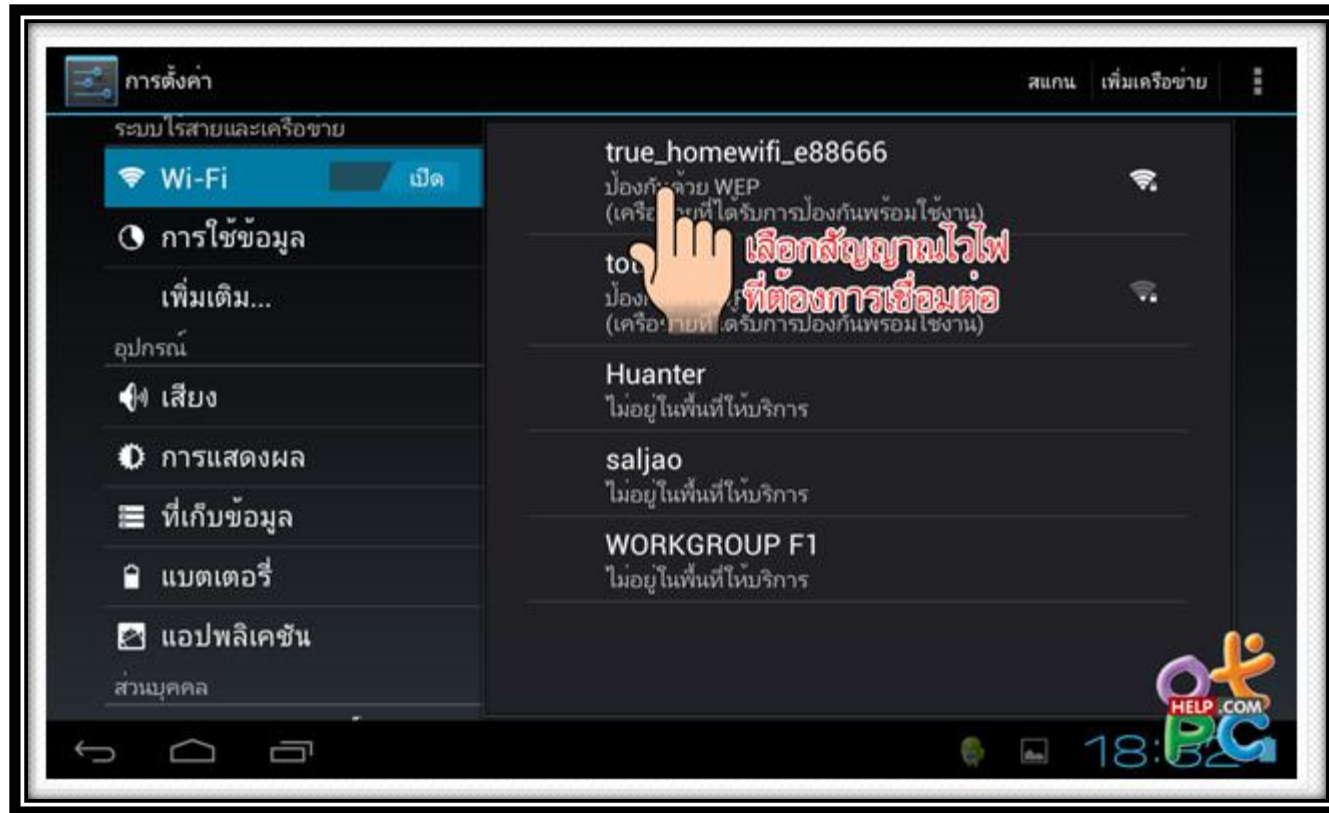 การตั้งค่า
สแกน
เพิ่มเครือข่าย
ระบบไร้สายและเครือข่าย
Wi-Fi
เปิด
การใช้ข้อมูล
เพิ่มเติม...
อุปกรณ์
เสียง
การแสดงผล
ที่เก็บข้อมูล
แบตเตอรี่
แอปพลิเคชัน
ส่วนบุคคล
true_homewifi_e88666
ป้องกันด้วย WEP
(เครือข่ายที่ได้รับการป้องกันพร้อมใช้งาน)
เลือกสัญญาณไวไฟ
ที่ต้องการเชื่อมต่อ
(เครือข่ายที่ได้รับการป้องกันพร้อมใช้งาน)
Huanter
ไม่อยู่ในพื้นที่ให้บริการ
saljao
ไม่อยู่ในพื้นที่ให้บริการ
WORKGROUP F1
ไม่อยู่ในพื้นที่ให้บริการ
HELP.COM
PC